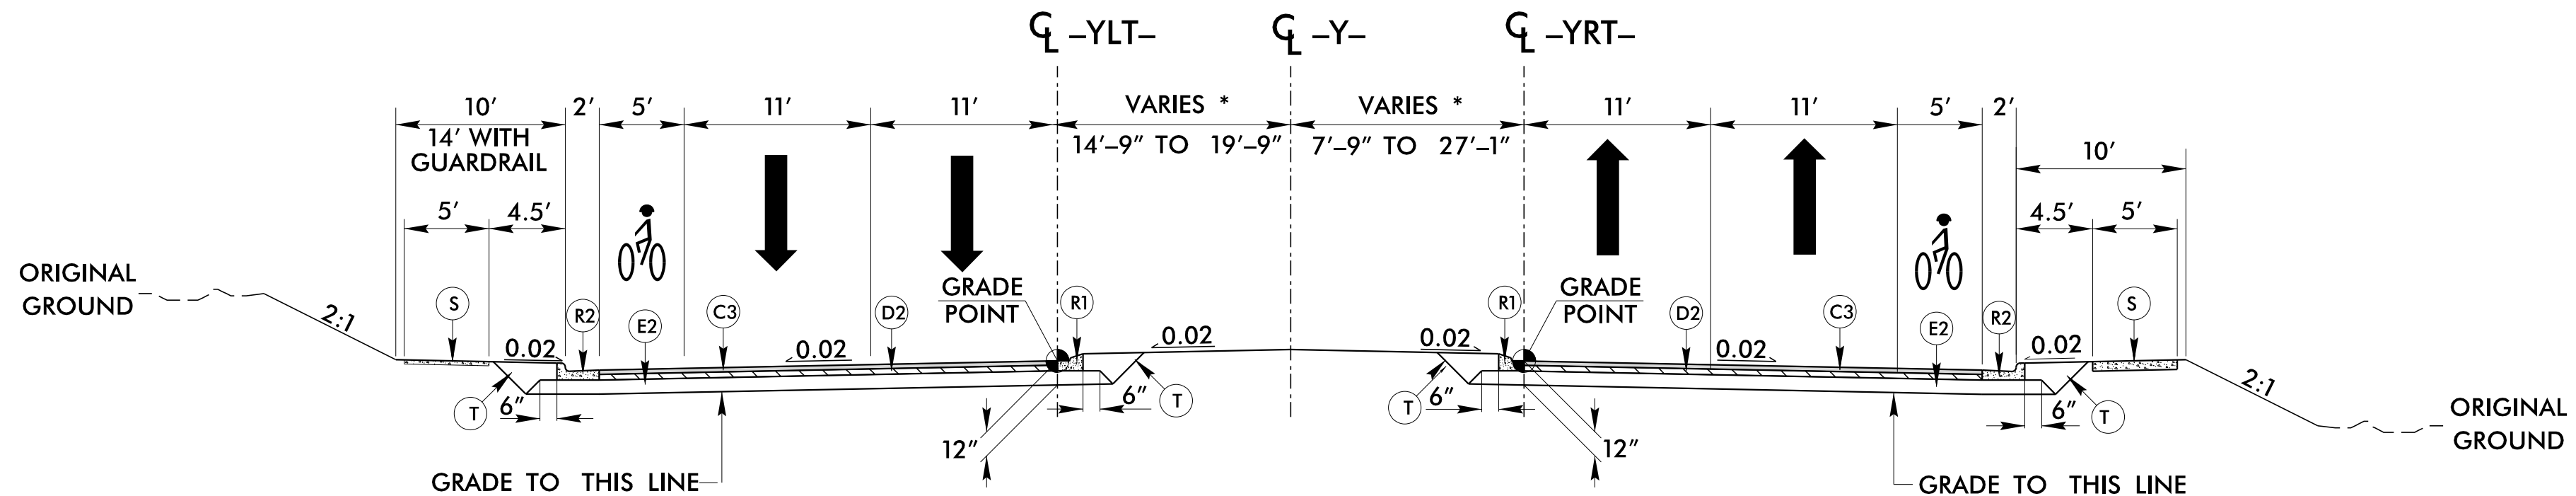 ℄ –YLT– ℄ –Y– ℄ –YRT–
10' 2' 5' 11' 11' VARIES * VARIES * 11' 11' 5' 2'
14' WITH
GUARDRAIL
14'–9" TO 19'–9" 7'–9" TO 27'–1"
10'
5' 4.5' 4.5' 5'
ORIGINAL
GROUND
2:1
S R2 E2 C3 D2
GRADE
POINT
R1 R1
GRADE
POINT
D2 C3 E2 R2 S
0.02 0.02 0.02 0.02 0.02 0.02
2:1
T 6" 6" T T 6" 6" T
12" 12"
ORIGINAL
GROUND
GRADE TO THIS LINE
GRADE TO THIS LINE